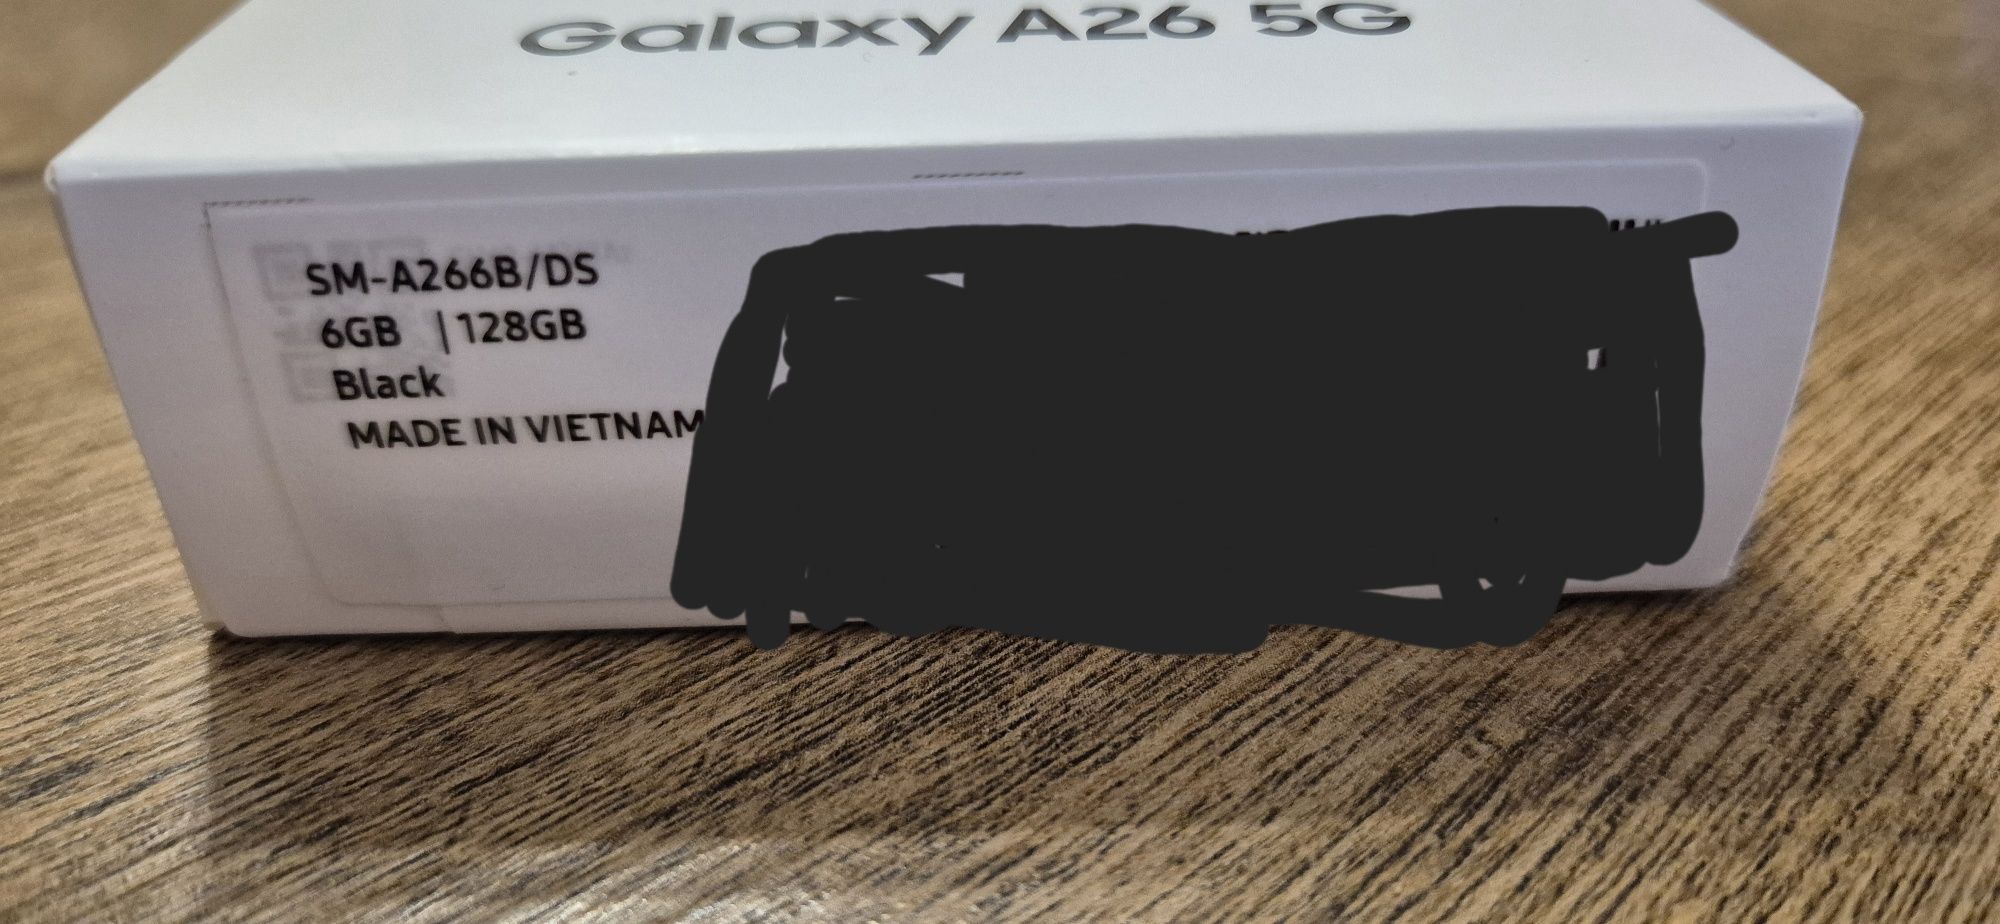 Galaxy A26 5G
SM-A266B/DS
6GB | 128GB
Black
MADE IN VIETNAM